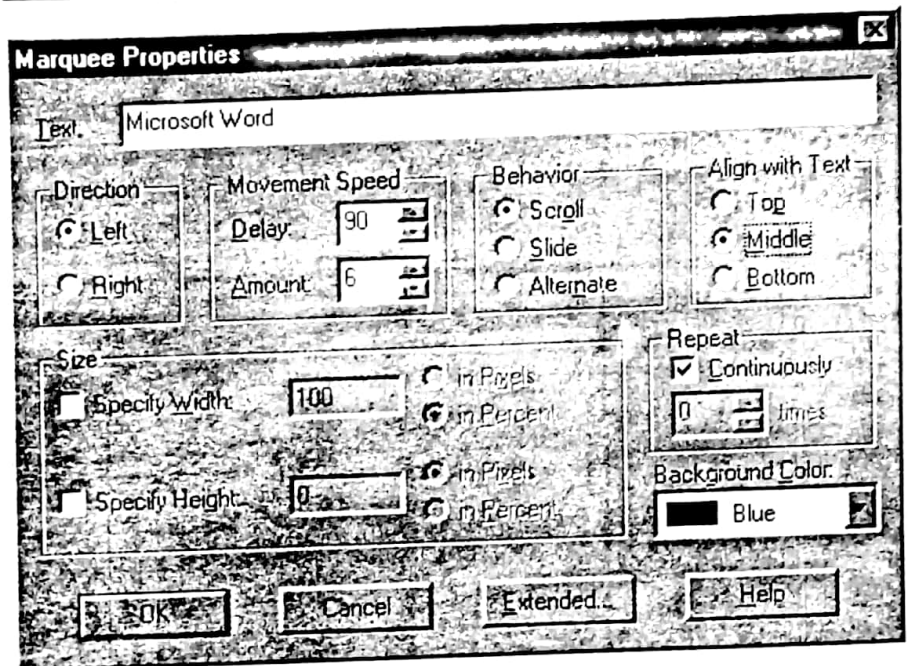 Marquee Properties
Text: Microsoft Word
Direction
Left
Right
Movement Speed
Delay: 90
Amount: 6
Behavior
Scroll
Slide
Alternate
Align with Text
Top
Middle
Bottom
Size
Specify Width: 100
in Pixels
in Percent
Specify Height: 0
in Pixels
in Percent
Repeat
Continuously
0 times
Background Color:
Blue
OK Cancel Extended... Help